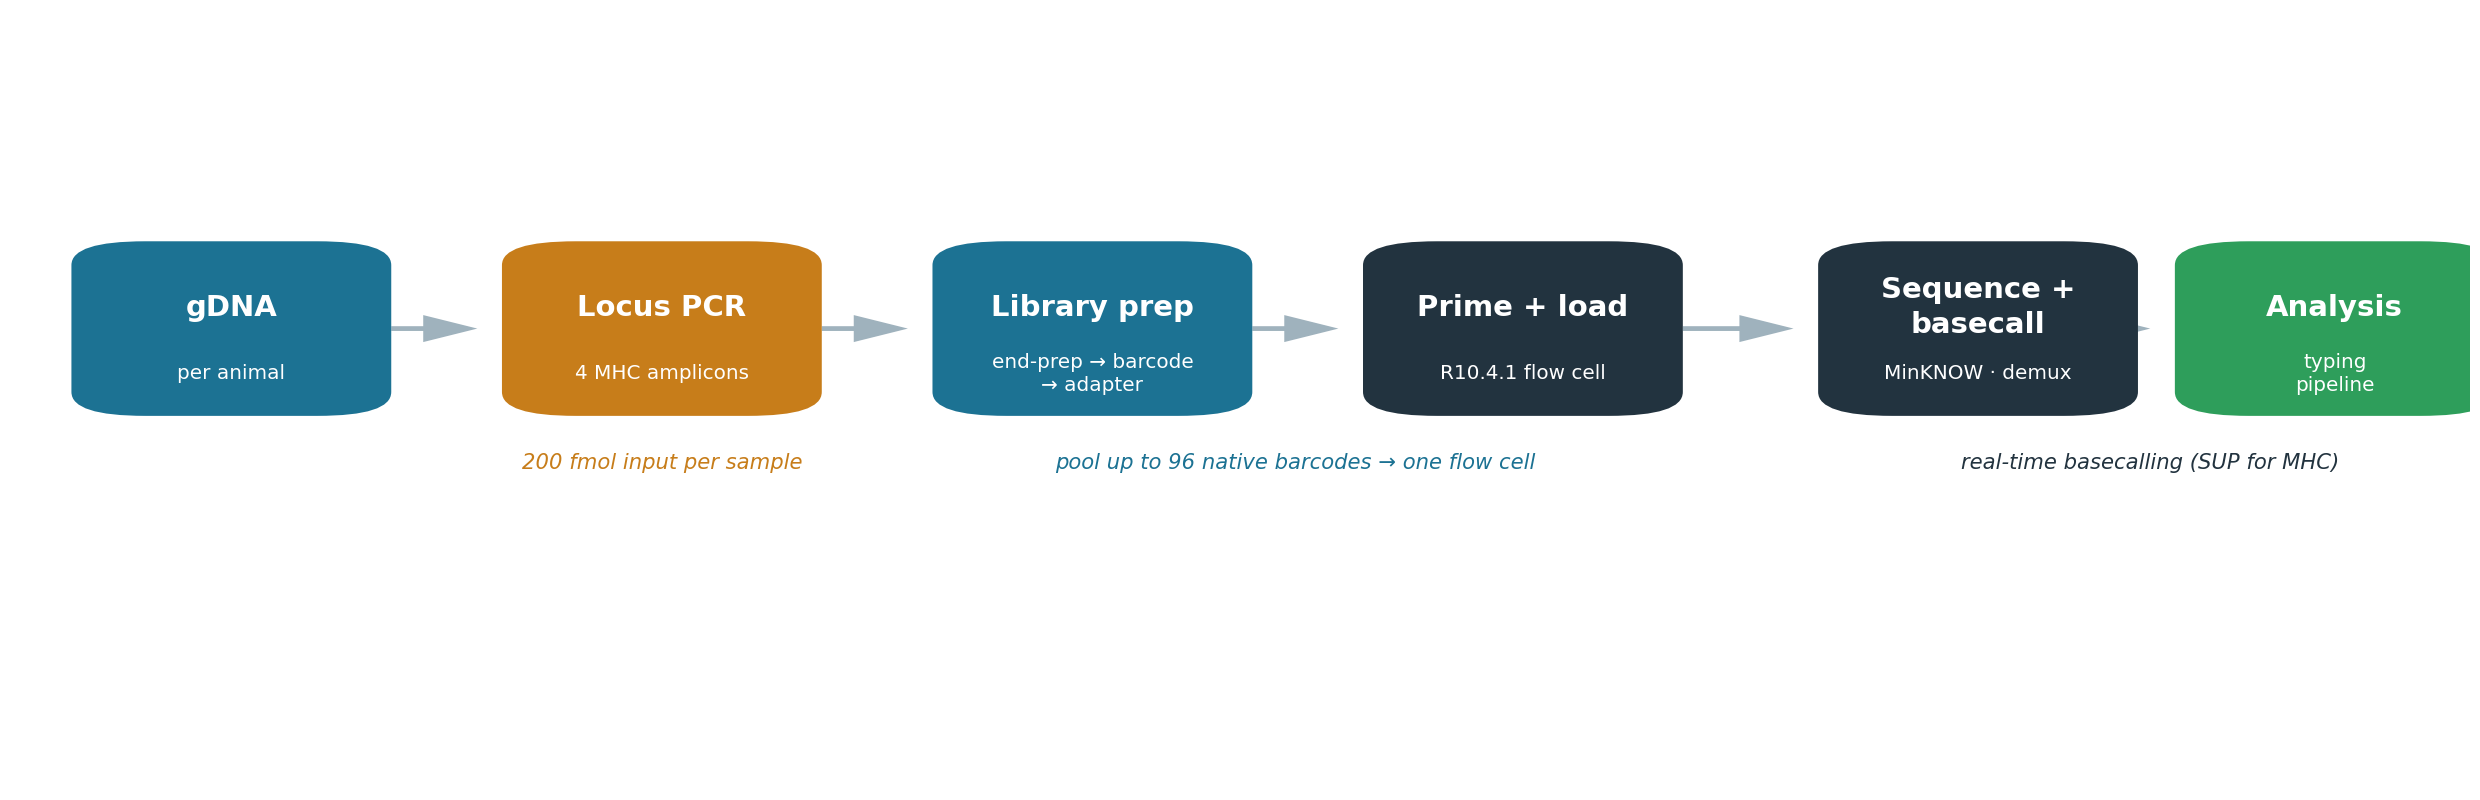 gDNA
per animal
Locus PCR
4 MHC amplicons
Library prep
end-prep → barcode
→ adapter
Prime + load
R10.4.1 flow cell
Sequence +
basecall
MinKNOW · demux
Analysis
typing
pipeline
200 fmol input per sample
pool up to 96 native barcodes → one flow cell
real-time basecalling (SUP for MHC)